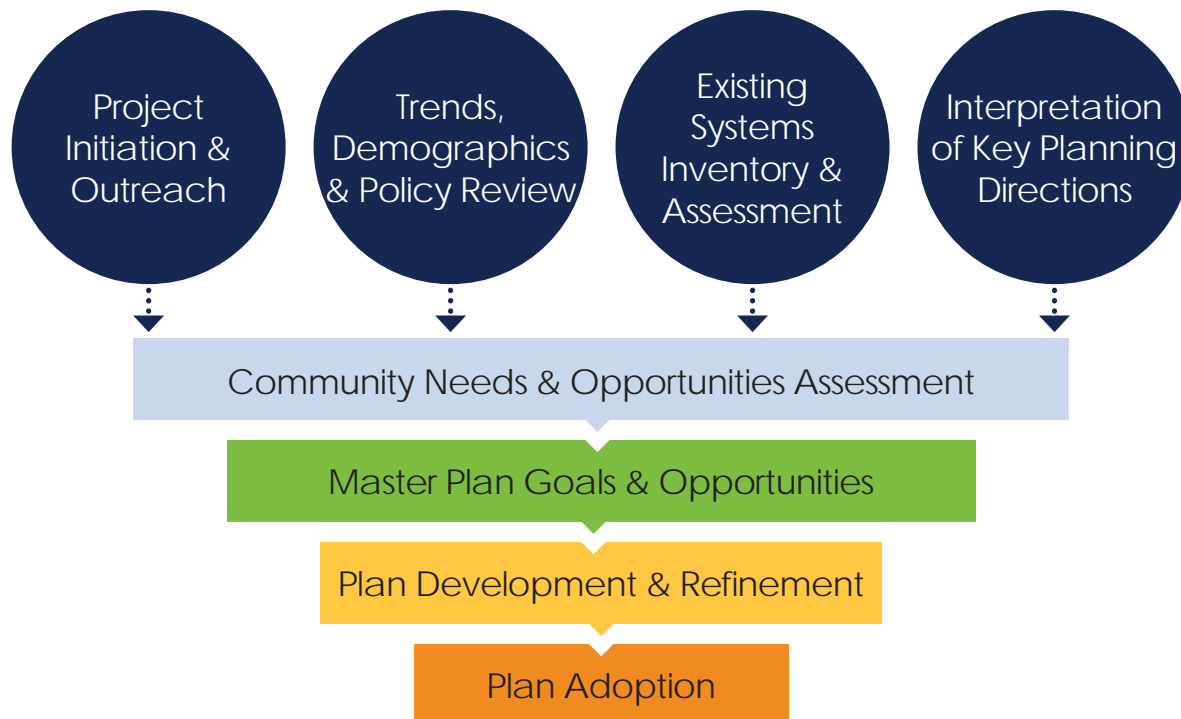 Project
Initiation &
Outreach
Trends,
Demographics
& Policy Review
Existing
Systems
Inventory &
Assessment
Interpretation
of Key Planning
Directions
Community Needs & Opportunities Assessment
Master Plan Goals & Opportunities
Plan Development & Refinement
Plan Adoption